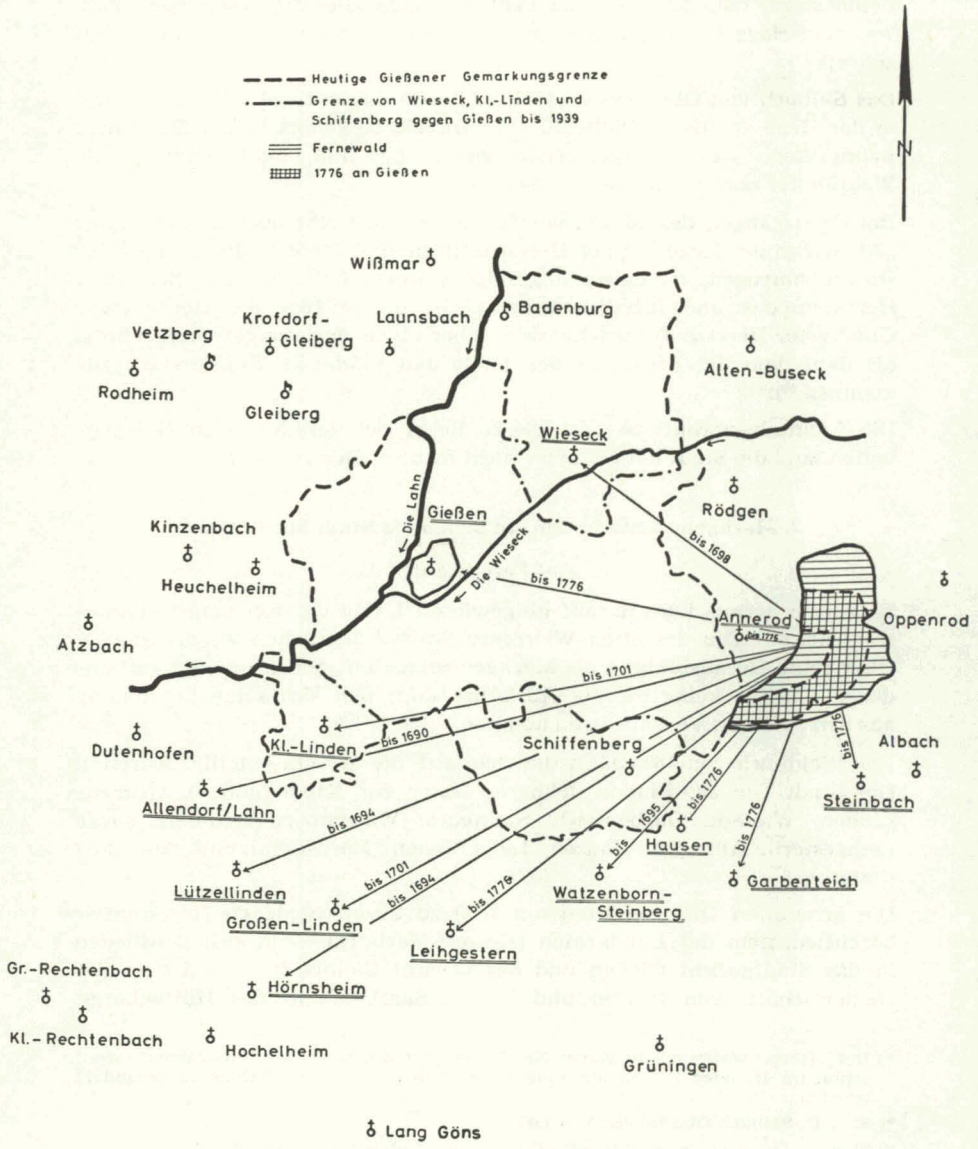 Heutige Gießener Gemarkungsgrenze
Grenze von Wieseck, Kl.-Linden und
Schiffenberg gegen Gießen bis 1939
Fernewald
1776 an Gießen
N
Wißmar
Badenburg
Launsbach
Krofdorf-
Gleiberg
Vetzberg
Rodheim
Gleiberg
Alten-Buseck
Wieseck
Rödgen
Die Lahn
Gießen
Die Wieseck
Kinzenbach
Heuchelheim
Atzbach
bis 1698
bis 1776
Annerod
bis 1776
Oppenrod
bis 1701
bis 1690
Kl.-Linden
Dutenhofen
Schiffenberg
bis 1776
Albach
Steinbach
Allendorf/Lahn
bis 1694
bis 1695
bis 1776
Hausen
bis 1776
Garbenteich
Lützellinden
bis 1701
bis 1694
bis 1776
Watzenborn-
Steinberg
Großen-Linden
Leihgestern
Hörnsheim
Gr.-Rechtenbach
Kl.-Rechtenbach
Hochelheim
Grüningen
Lang Göns